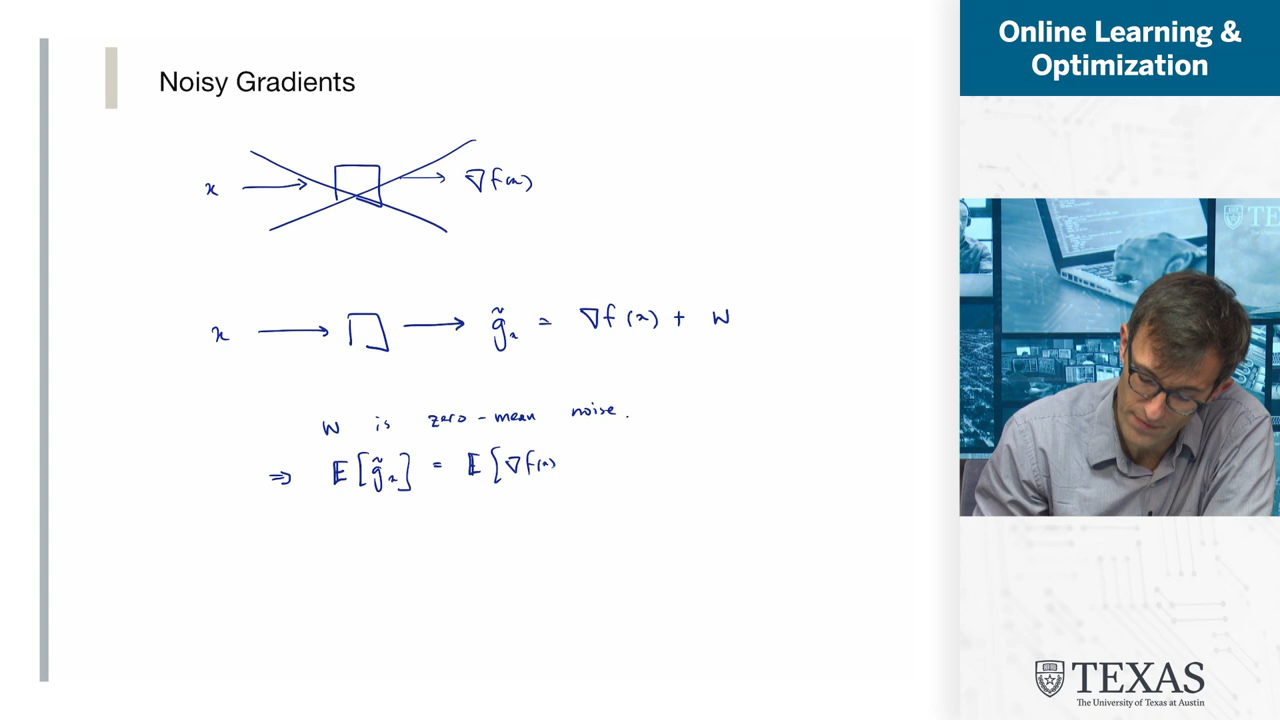 Online Learning &
Optimization
Noisy Gradients
x → ∇f(x)
x → g̃ₓ = ∇f(x) + w
w is zero-mean noise.
⇒ 𝔼[g̃ₓ] = 𝔼[∇f(x)
TEXAS
The University of Texas at Austin